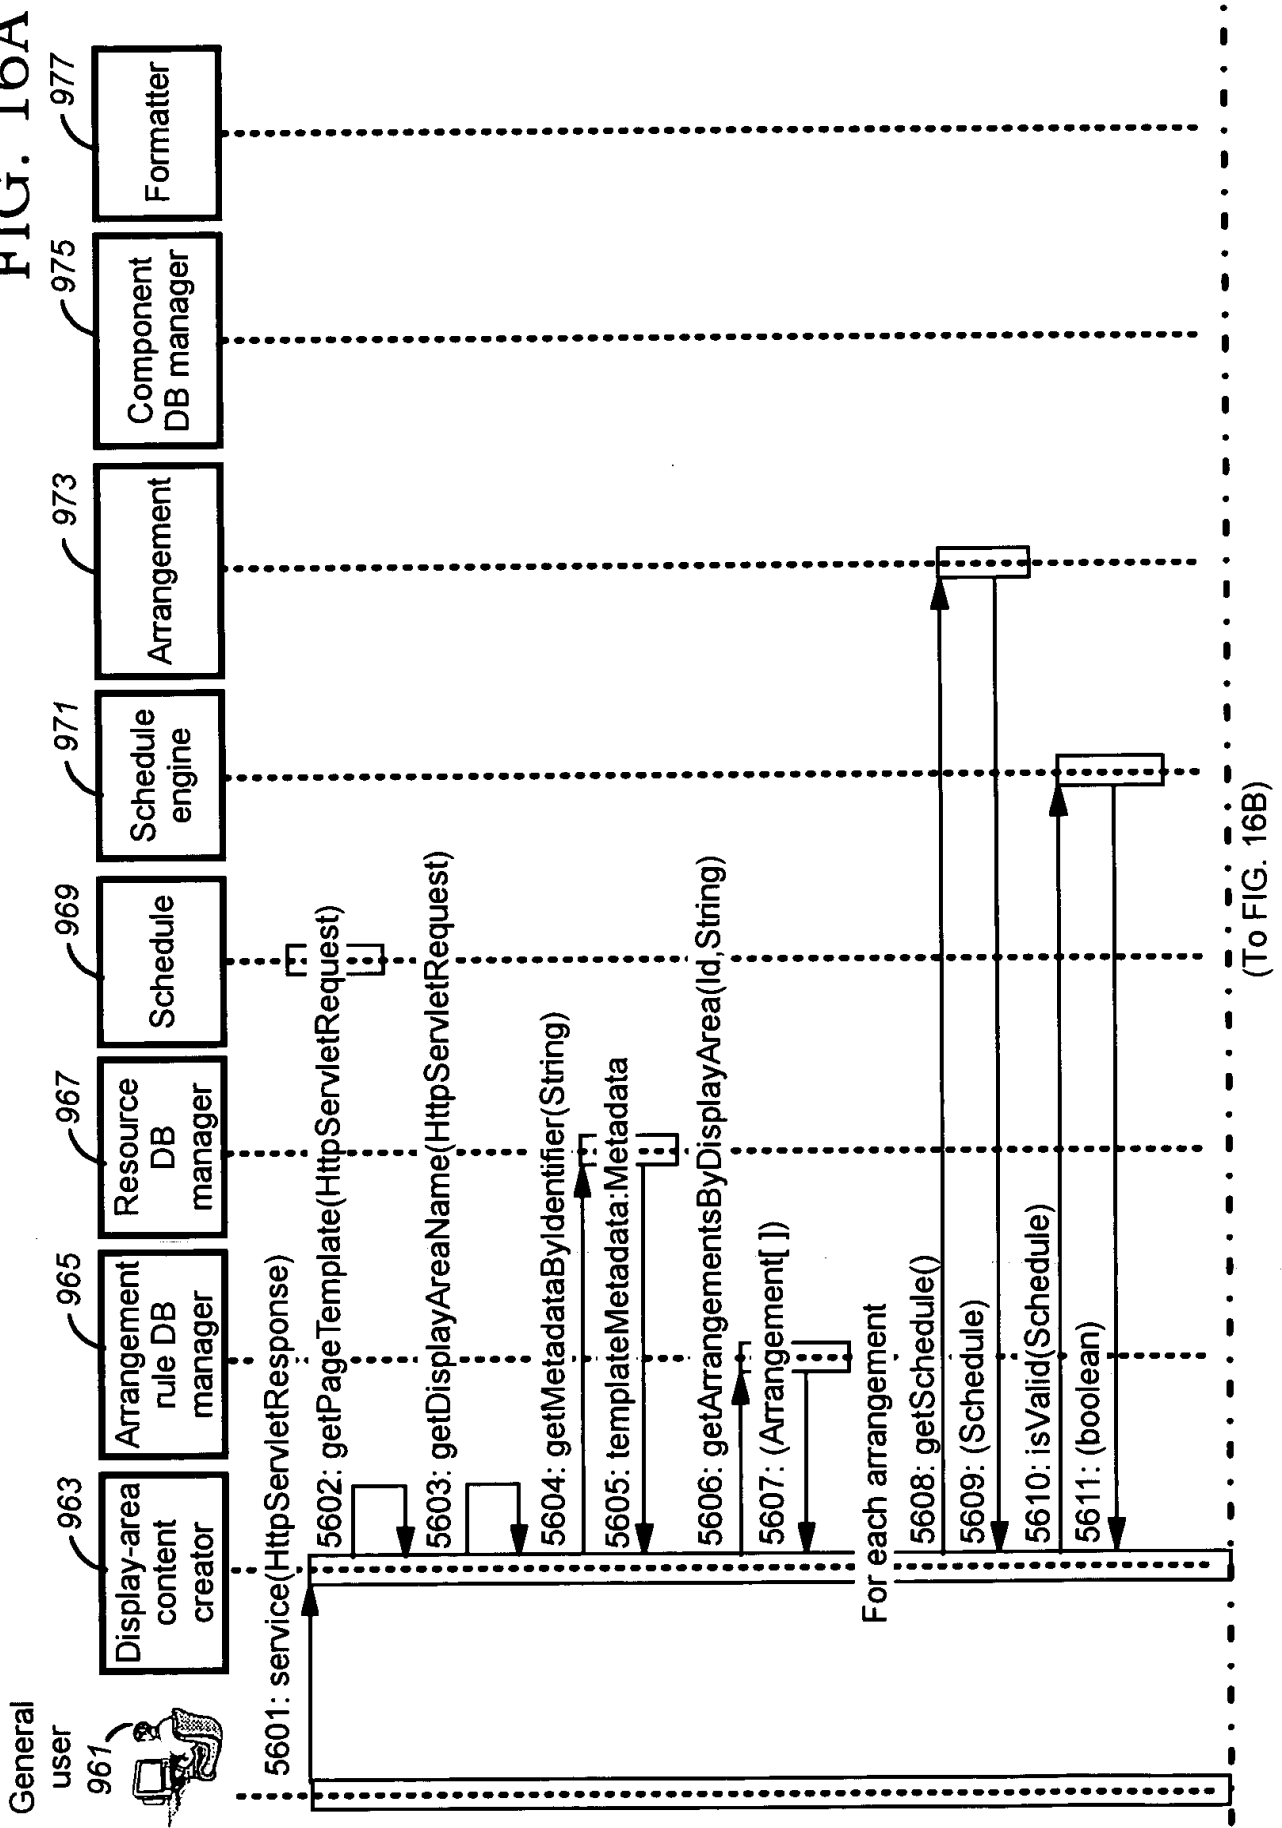 FIG. 16A
General
user
961
963
Display-area
content
creator
965
Arrangement
rule DB
manager
967
Resource
DB
manager
969
Schedule
971
Schedule
engine
973
Arrangement
975
Component
DB manager
977
Formatter
5601: service(HttpServletResponse)
5602: getPageTemplate(HttpServletRequest)
5603: getDisplayAreaName(HttpServletRequest)
5604: getMetadataByIdentifier(String)
5605: templateMetadata:Metadata
5606: getArrangementsByDisplayArea(Id,String)
5607: (Arrangement[ ])
For each arrangement
5608: getSchedule()
5609: (Schedule)
5610: isValid(Schedule)
5611: (boolean)
(To FIG. 16B)